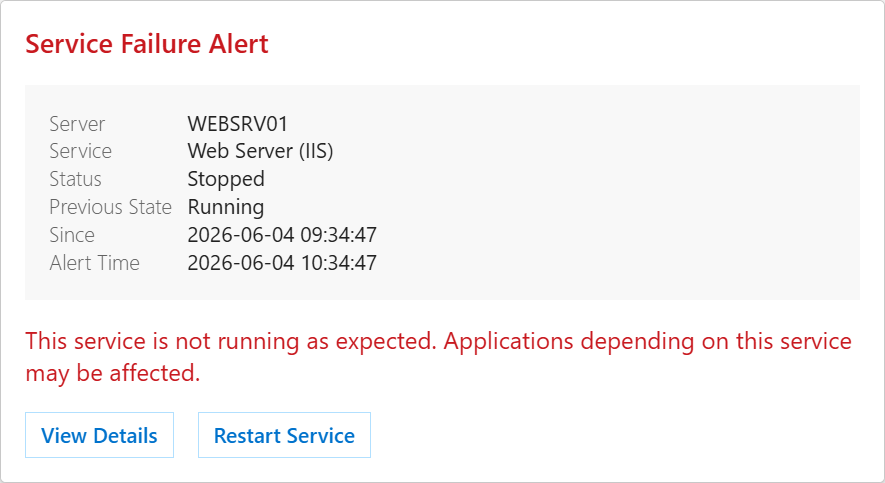 Service Failure Alert
Server WEBSRV01
Service Web Server (IIS)
Status Stopped
Previous State Running
Since 2026-06-04 09:34:47
Alert Time 2026-06-04 10:34:47
This service is not running as expected. Applications depending on this service
may be affected.
View Details Restart Service